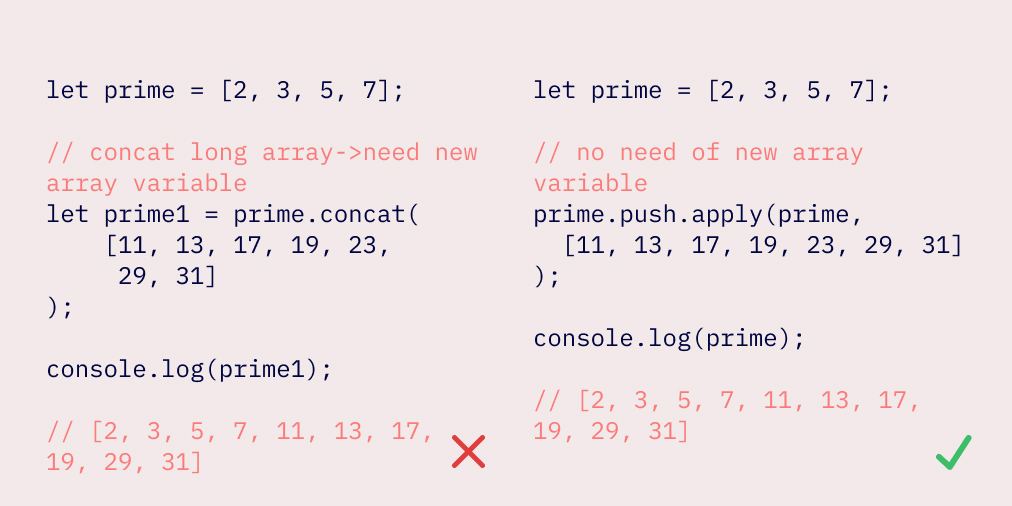 let prime = [2, 3, 5, 7];
// concat long array->need new
array variable
let prime1 = prime.concat(
    [11, 13, 17, 19, 23,
     29, 31]
);
console.log(prime1);
// [2, 3, 5, 7, 11, 13, 17,
19, 29, 31]
let prime = [2, 3, 5, 7];
// no need of new array
variable
prime.push.apply(prime,
  [11, 13, 17, 19, 23, 29, 31]
);
console.log(prime);
// [2, 3, 5, 7, 11, 13, 17,
19, 29, 31]